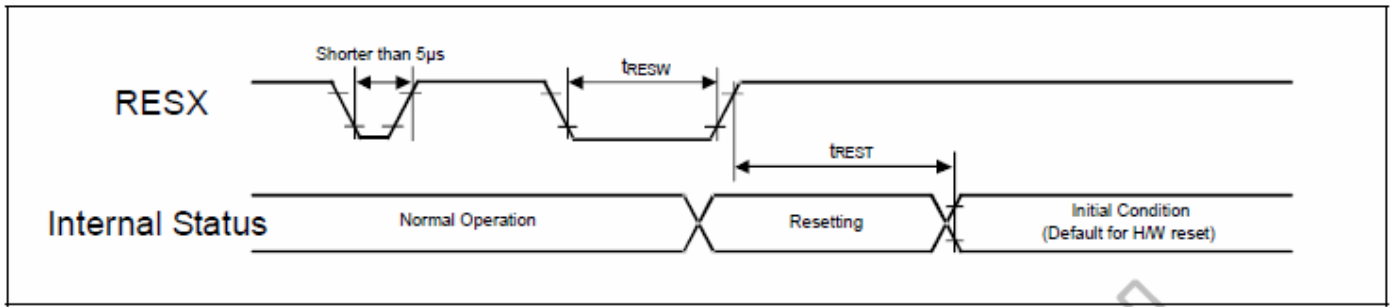 Shorter than 5µs
tRESW
RESX
tREST
Internal Status
Normal Operation
Resetting
Initial Condition
(Default for H/W reset)